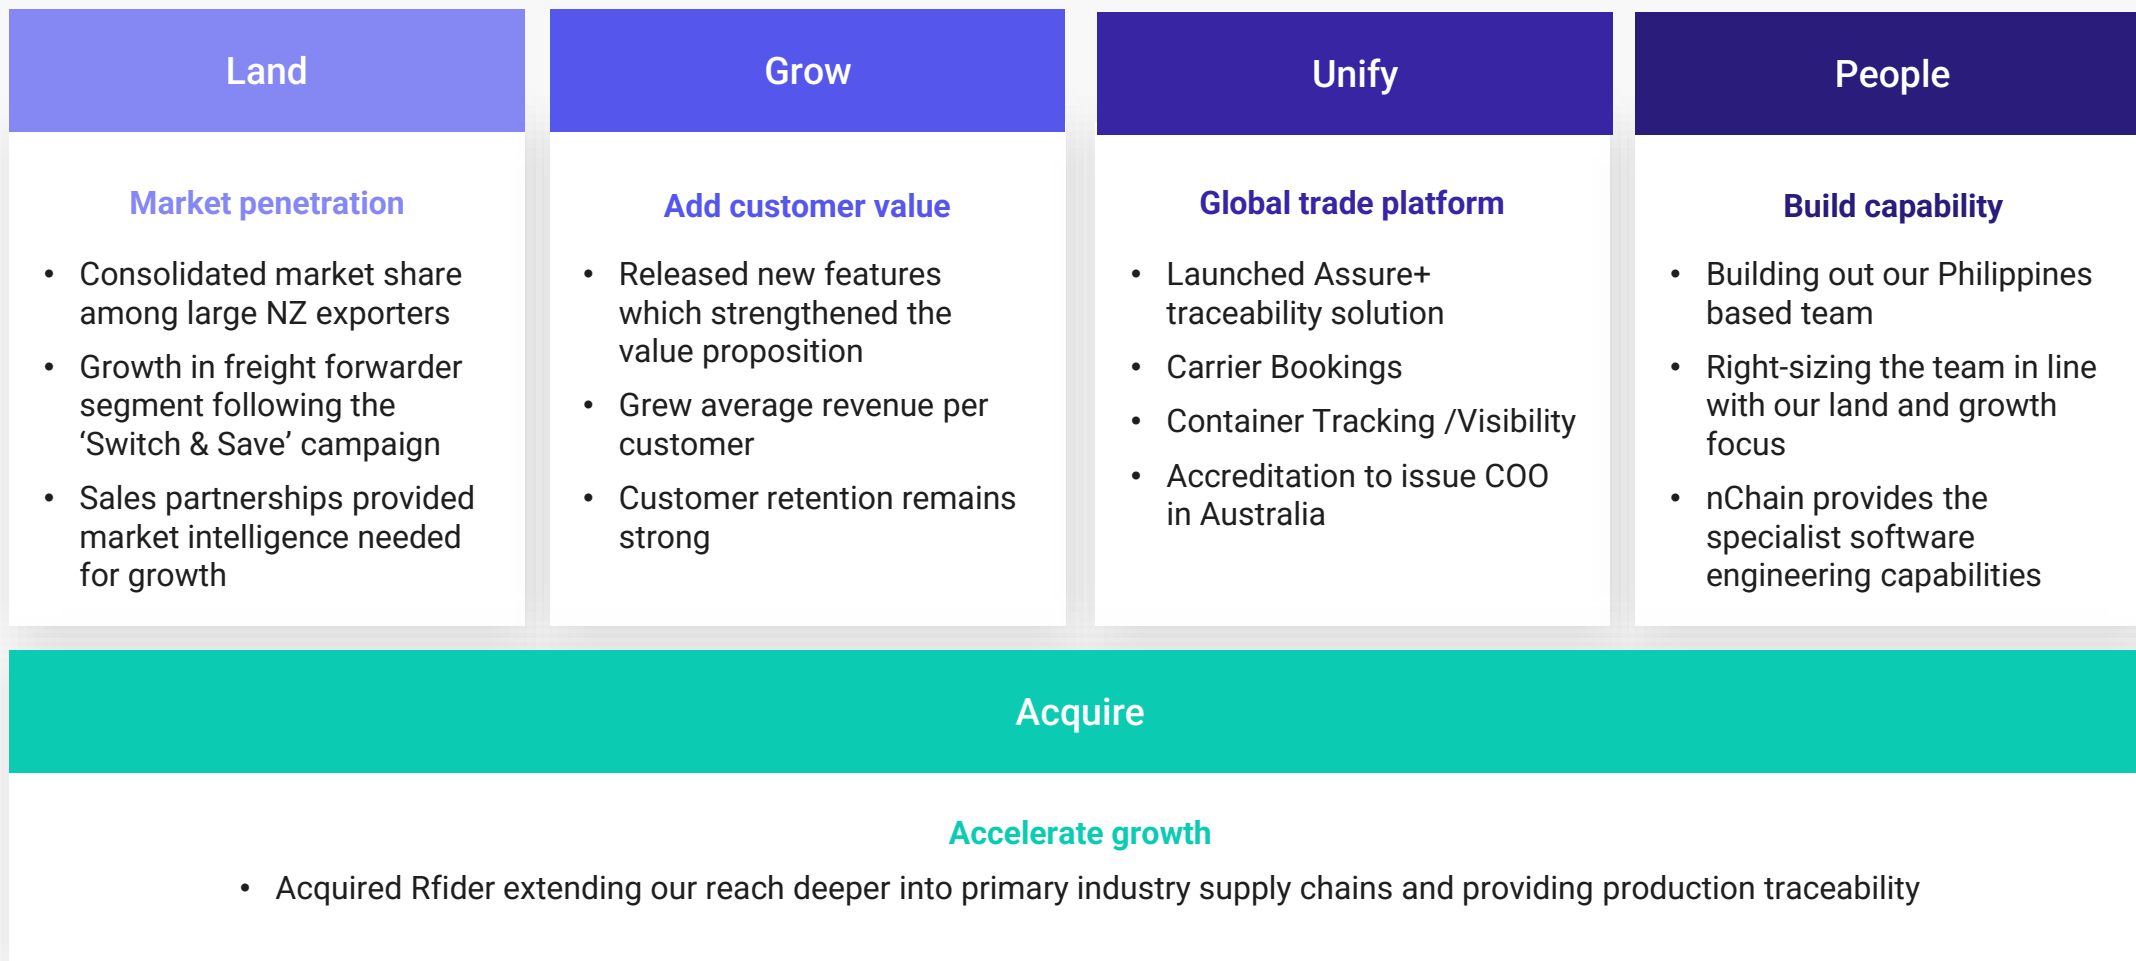 Land
Market penetration
• Consolidated market share
among large NZ exporters
• Growth in freight forwarder
segment following the
‘Switch & Save’ campaign
• Sales partnerships provided
market intelligence needed
for growth
Grow
Add customer value
• Released new features
which strengthened the
value proposition
• Grew average revenue per
customer
• Customer retention remains
strong
Unify
Global trade platform
• Launched Assure+
traceability solution
• Carrier Bookings
• Container Tracking /Visibility
• Accreditation to issue COO
in Australia
People
Build capability
• Building out our Philippines
based team
• Right-sizing the team in line
with our land and growth
focus
• nChain provides the
specialist software
engineering capabilities
Acquire
Accelerate growth
• Acquired Rfider extending our reach deeper into primary industry supply chains and providing production traceability